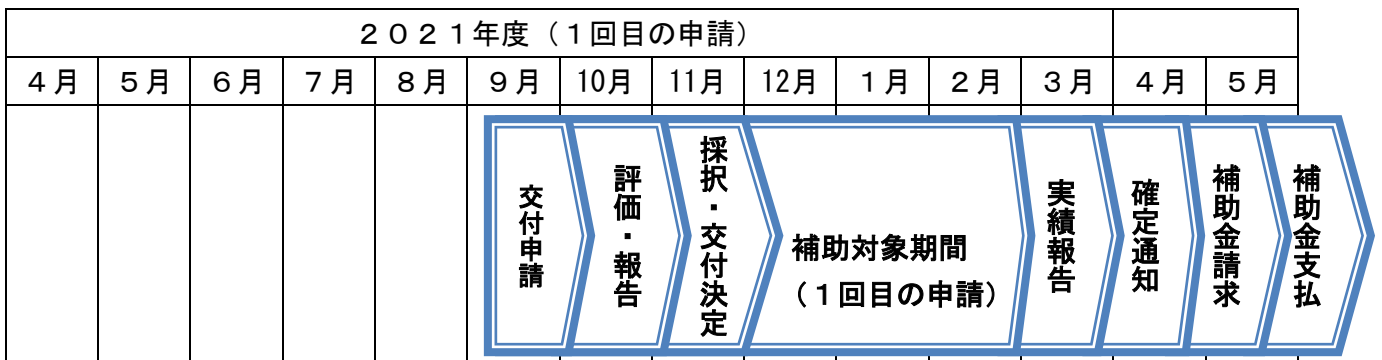 ２０２１年度（１回目の申請）
４月 ５月 ６月 ７月 ８月 ９月 10月 11月 12月 １月 ２月 ３月 ４月 ５月
交付申請
評価・報告
採択・交付決定
補助対象期間
（１回目の申請）
実績報告
確定通知
補助金請求
補助金支払